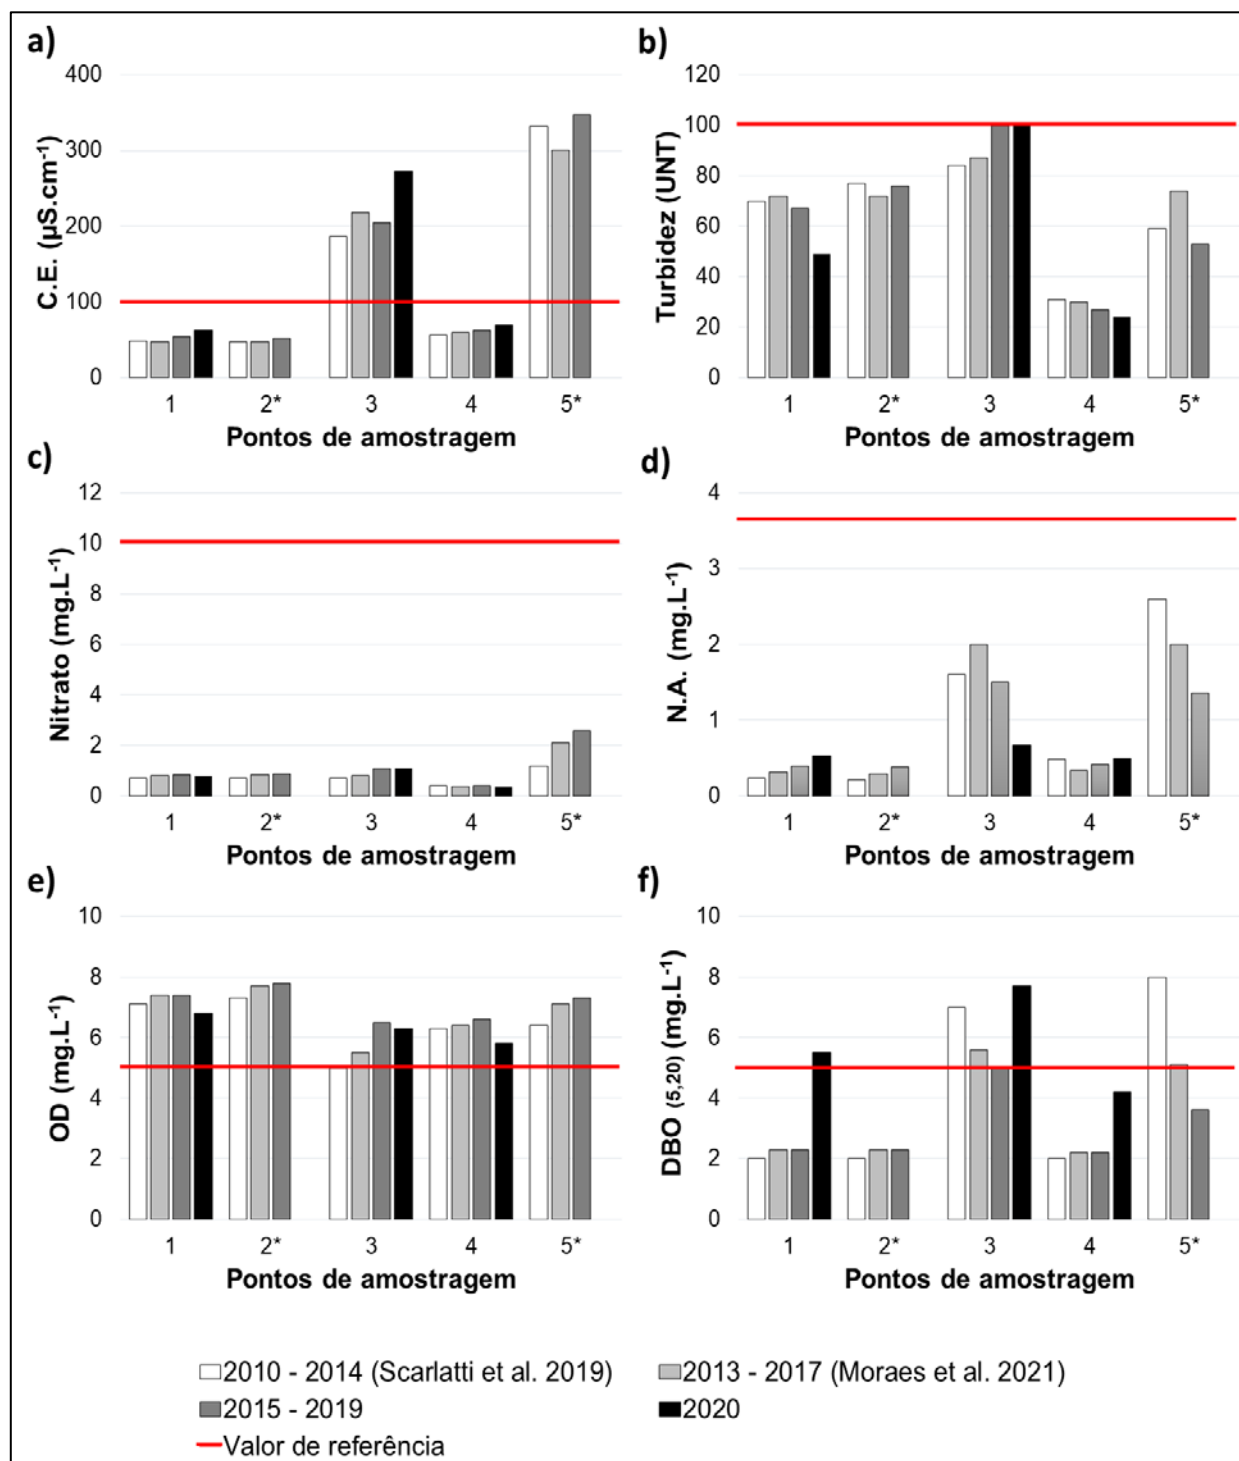 a)
400
300
200
100
0
C.E. (µS.cm-1)
1 2* 3 4 5*
Pontos de amostragem
b)
120
100
80
60
40
20
0
Turbidez (UNT)
1 2* 3 4 5*
Pontos de amostragem
c)
12
10
8
6
4
2
0
Nitrato (mg.L-1)
1 2* 3 4 5*
Pontos de amostragem
d)
4
3
2
1
0
N.A. (mg.L-1)
1 2* 3 4 5*
Pontos de amostragem
e)
10
8
6
4
2
0
OD (mg.L-1)
1 2* 3 4 5*
Pontos de amostragem
f)
10
8
6
4
2
0
DBO (5,20) (mg.L-1)
1 2* 3 4 5*
Pontos de amostragem
2010 - 2014 (Scarlatti et al. 2019)
2013 - 2017 (Moraes et al. 2021)
2015 - 2019
2020
Valor de referência